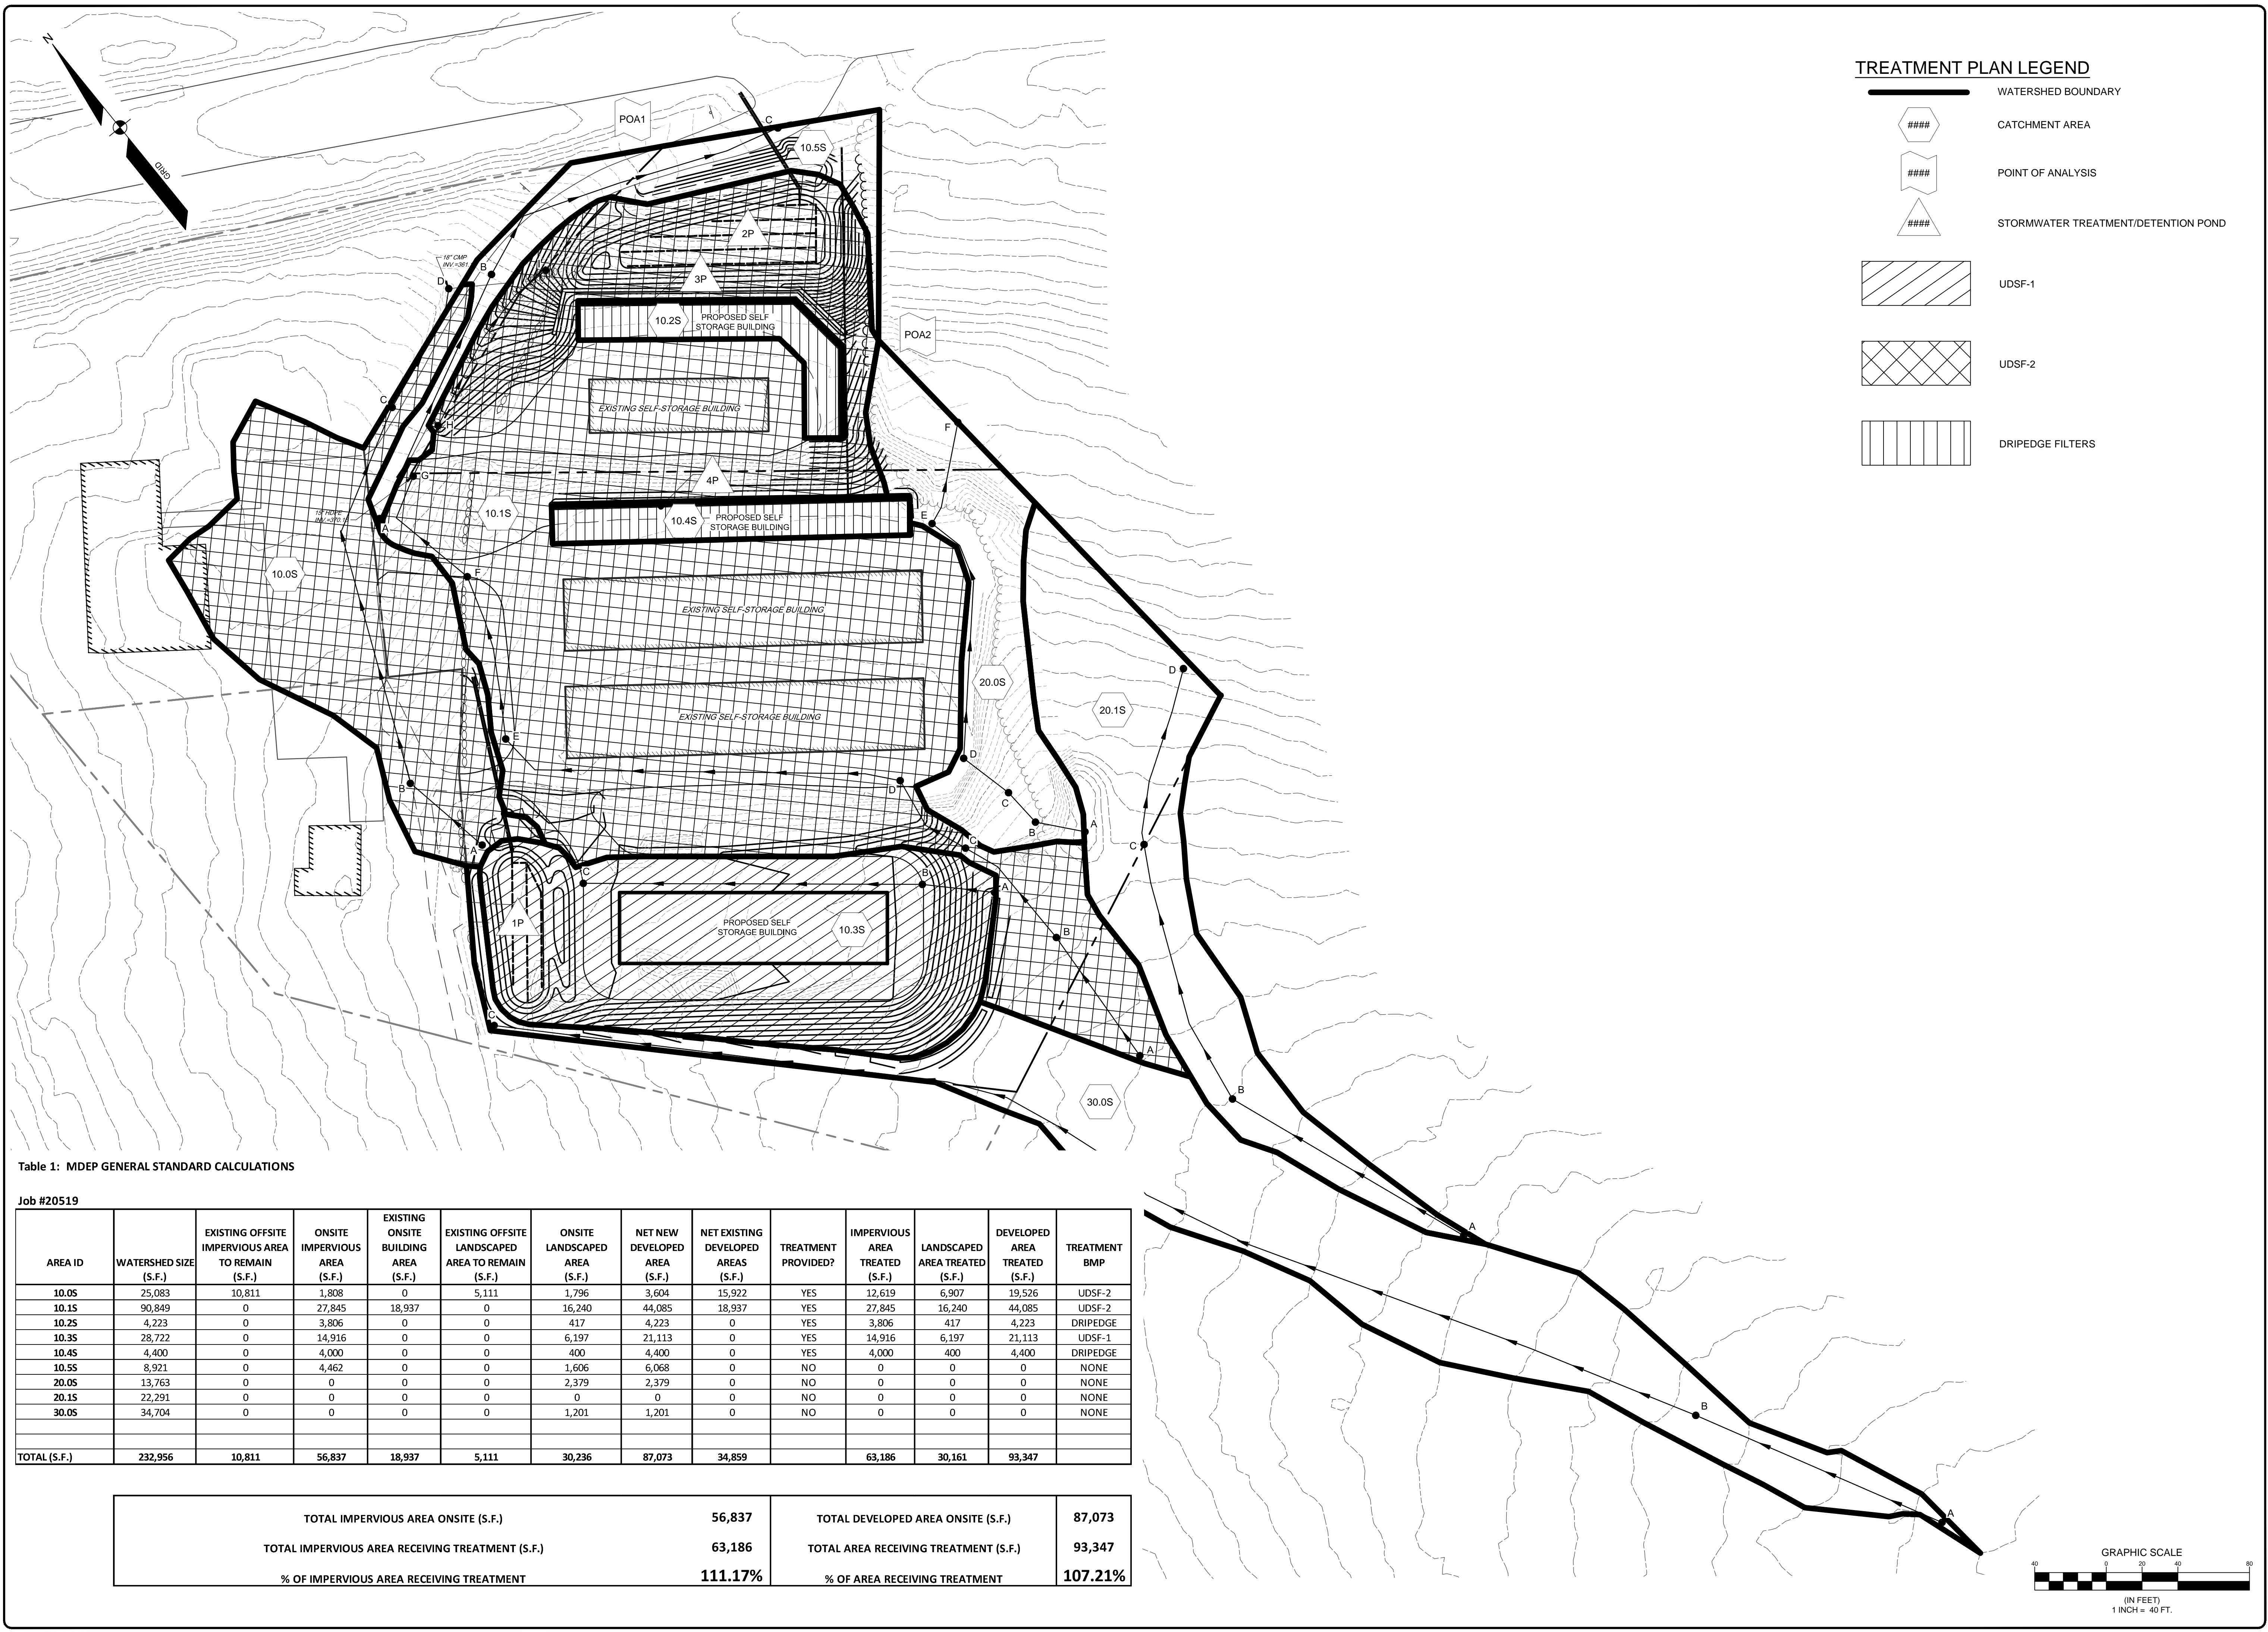 TREATMENT PLAN LEGEND
WATERSHED BOUNDARY
#### CATCHMENT AREA
#### POINT OF ANALYSIS
#### STORMWATER TREATMENT/DETENTION POND
UDSF-1
UDSF-2
DRIPEDGE FILTERS
N
GRID
POA1
C
10.5S
2P
18" CMP
INV.=361
B
D
I
3P
10.2S
PROPOSED SELF
STORAGE BUILDING
POA2
EXISTING SELF-STORAGE BUILDING
C
H
F
G
4P
10.1S
15" HDPE
A
10.4S
PROPOSED SELF
STORAGE BUILDING
E
10.0S
F
EXISTING SELF-STORAGE BUILDING
D
20.0S
20.1S
EXISTING SELF-STORAGE BUILDING
E
D
B
D
C
B
A
C
A
C
C
B
A
1P
PROPOSED SELF
STORAGE BUILDING
10.3S
B
C
A
B
30.0S
A
B
A
Table 1: MDEP GENERAL STANDARD CALCULATIONS
Job #20519
AREA ID WATERSHED SIZE (S.F.) EXISTING OFFSITE IMPERVIOUS AREA TO REMAIN (S.F.) ONSITE IMPERVIOUS AREA (S.F.) EXISTING ONSITE BUILDING AREA (S.F.) EXISTING OFFSITE LANDSCAPED AREA TO REMAIN (S.F.) ONSITE LANDSCAPED AREA (S.F.) NET NEW DEVELOPED AREA (S.F.) NET EXISTING DEVELOPED AREAS (S.F.) TREATMENT PROVIDED? IMPERVIOUS AREA TREATED (S.F.) LANDSCAPED AREA TREATED (S.F.) DEVELOPED AREA TREATED (S.F.) TREATMENT BMP
10.0S 25,083 10,811 1,808 0 5,111 1,796 3,604 15,922 YES 12,619 6,907 19,526 UDSF-2
10.1S 90,849 0 27,845 18,937 0 16,240 44,085 18,937 YES 27,845 16,240 44,085 UDSF-2
10.2S 4,223 0 3,806 0 0 417 4,223 0 YES 3,806 417 4,223 DRIPEDGE
10.3S 28,722 0 14,916 0 0 6,197 21,113 0 YES 14,916 6,197 21,113 UDSF-1
10.4S 4,400 0 4,000 0 0 400 4,400 0 YES 4,000 400 4,400 DRIPEDGE
10.5S 8,921 0 4,462 0 0 1,606 6,068 0 NO 0 0 0 NONE
20.0S 13,763 0 0 0 0 2,379 2,379 0 NO 0 0 0 NONE
20.1S 22,291 0 0 0 0 0 0 0 NO 0 0 0 NONE
30.0S 34,704 0 0 0 0 1,201 1,201 0 NO 0 0 0 NONE
TOTAL (S.F.) 232,956 10,811 56,837 18,937 5,111 30,236 87,073 34,859 63,186 30,161 93,347
TOTAL IMPERVIOUS AREA ONSITE (S.F.) 56,837 TOTAL DEVELOPED AREA ONSITE (S.F.) 87,073
TOTAL IMPERVIOUS AREA RECEIVING TREATMENT (S.F.) 63,186 TOTAL AREA RECEIVING TREATMENT (S.F.) 93,347
% OF IMPERVIOUS AREA RECEIVING TREATMENT 111.17% % OF AREA RECEIVING TREATMENT 107.21%
GRAPHIC SCALE
40 0 20 40 80
(IN FEET)
1 INCH = 40 FT.